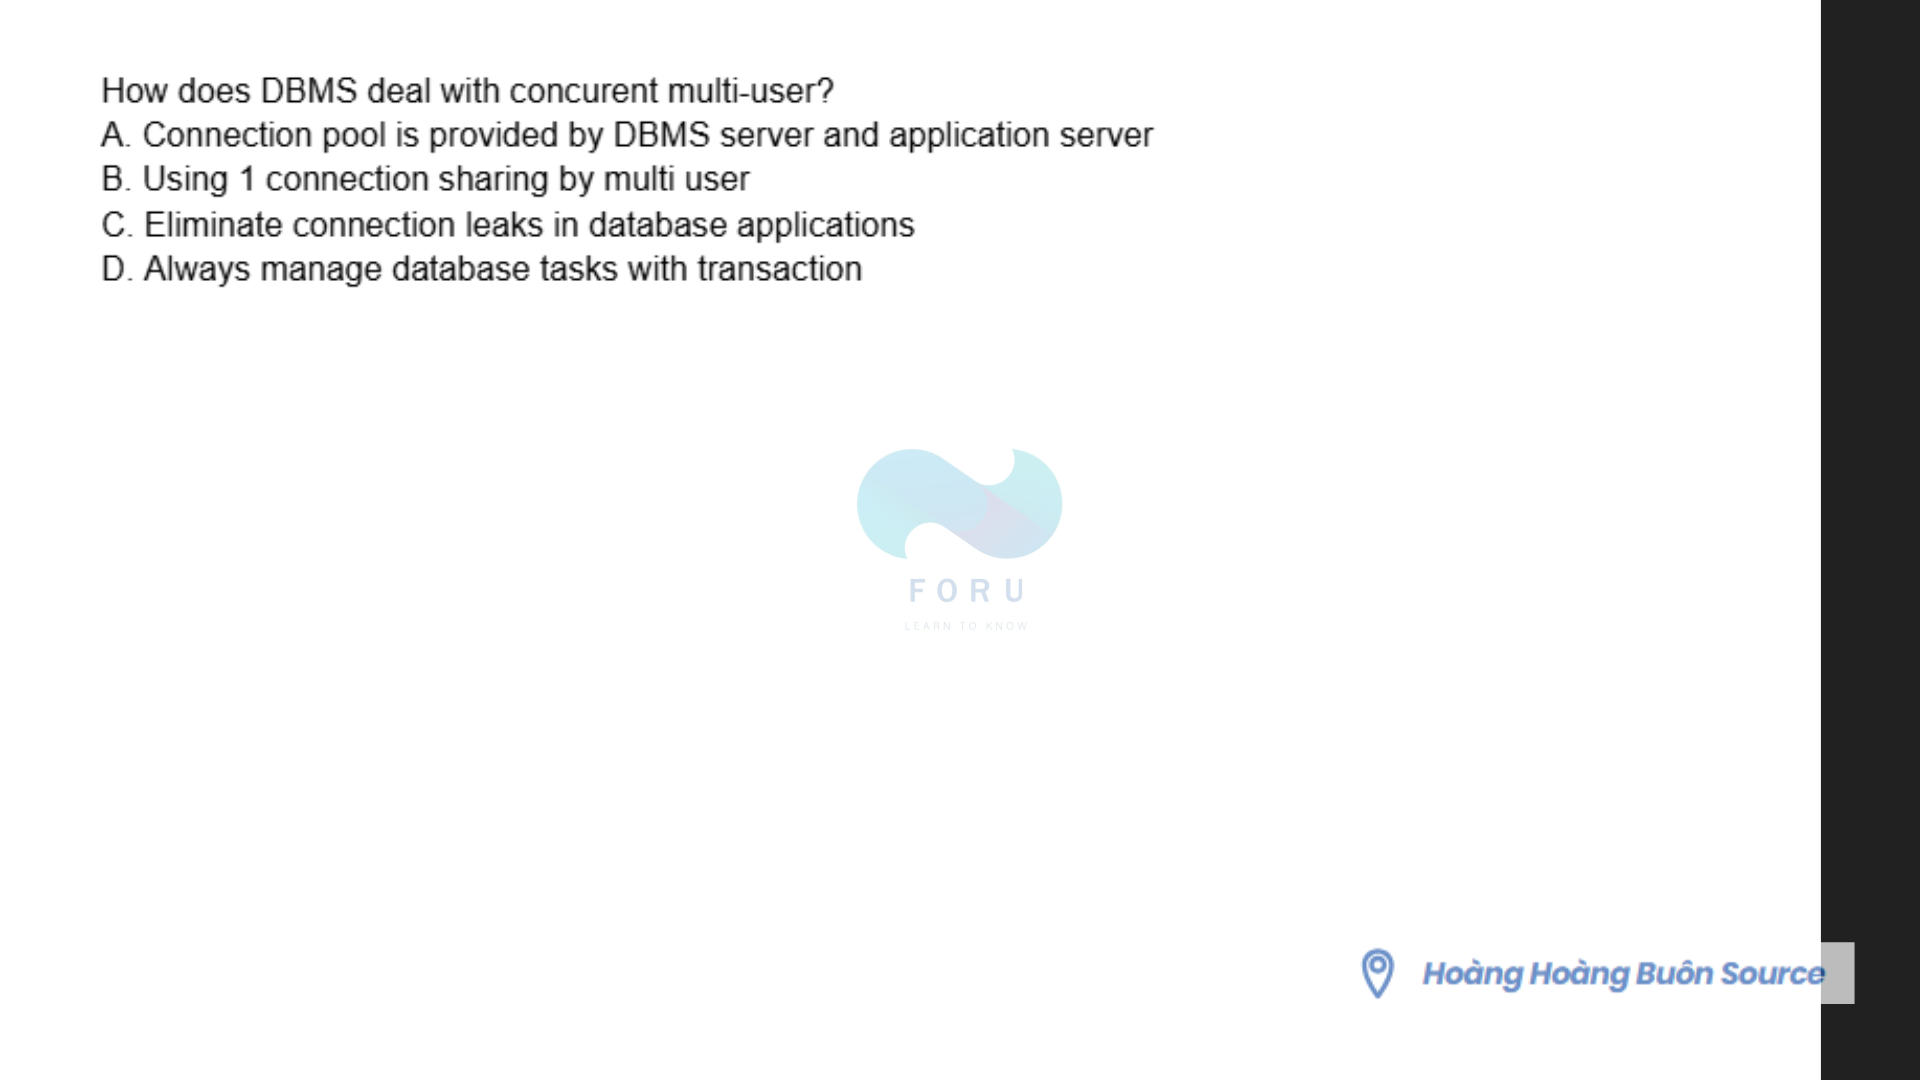 How does DBMS deal with concurent multi-user?
A. Connection pool is provided by DBMS server and application server
B. Using 1 connection sharing by multi user
C. Eliminate connection leaks in database applications
D. Always manage database tasks with transaction
FORU
LEARN TO KNOW
Hoàng Hoàng Buôn Source